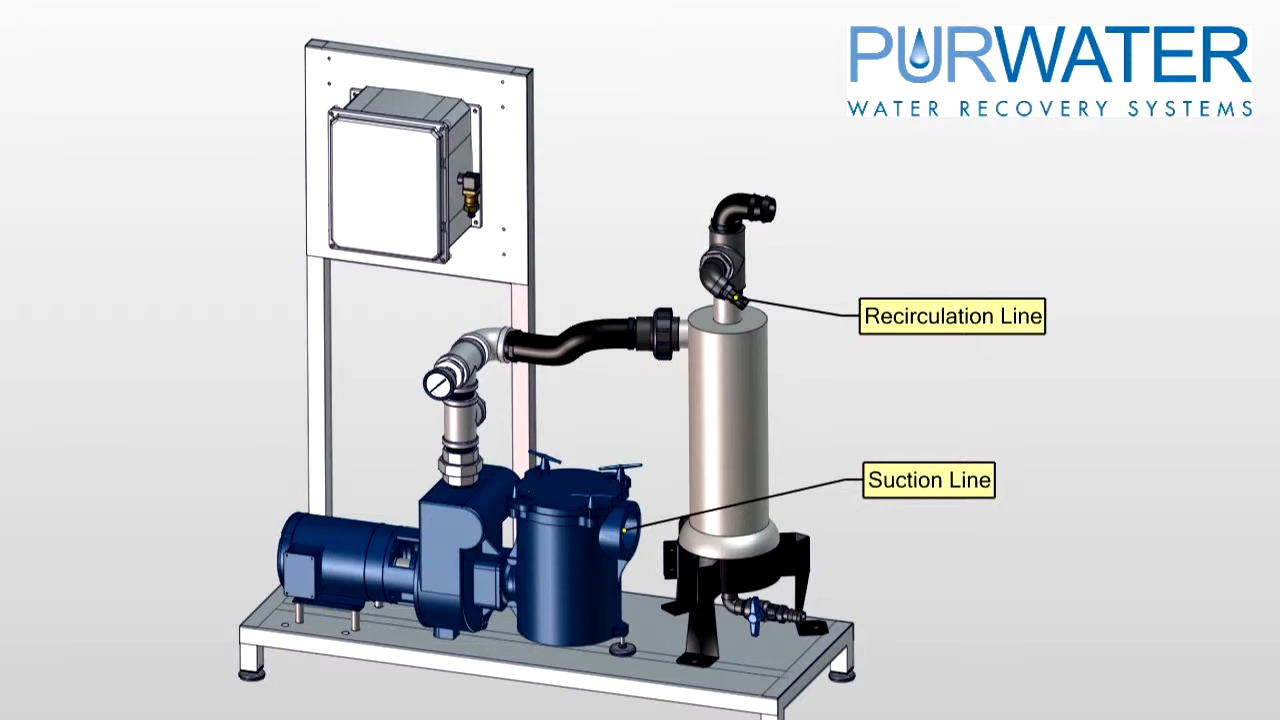 PURWATER
WATER RECOVERY SYSTEMS
Recirculation Line
Suction Line